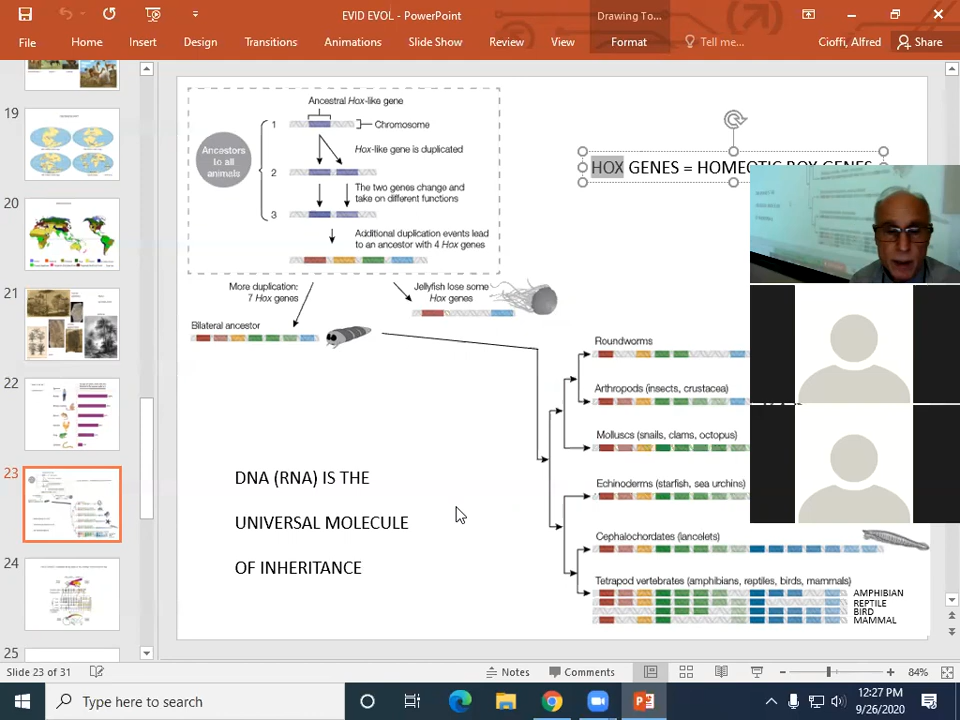 EVID EVOL - PowerPoint
Drawing To...
File
Home
Insert
Design
Transitions
Animations
Slide Show
Review
View
Format
Tell me...
Cioffi, Alfred
Share
19
20
21
22
23
24
25
Ancestral Hox-like gene
1
Chromosome
Ancestors
to all
animals
Hox-like gene is duplicated
2
The two genes change and
take on different functions
3
Additional duplication events lead
to an ancestor with 4 Hox genes
More duplication:
7 Hox genes
Jellyfish lose some
Hox genes
Bilateral ancestor
HOX GENES = HOMEOTIC BOX GENES
Roundworms
Arthropods (insects, crustacea)
Molluscs (snails, clams, octopus)
Echinoderms (starfish, sea urchins)
Cephalochordates (lancelets)
Tetrapod vertebrates (amphibians, reptiles, birds, mammals)
AMPHIBIAN
REPTILE
BIRD
MAMMAL
DNA (RNA) IS THE
UNIVERSAL MOLECULE
OF INHERITANCE
Slide 23 of 31
Notes
Comments
84%
Type here to search
12:27 PM
9/26/2020